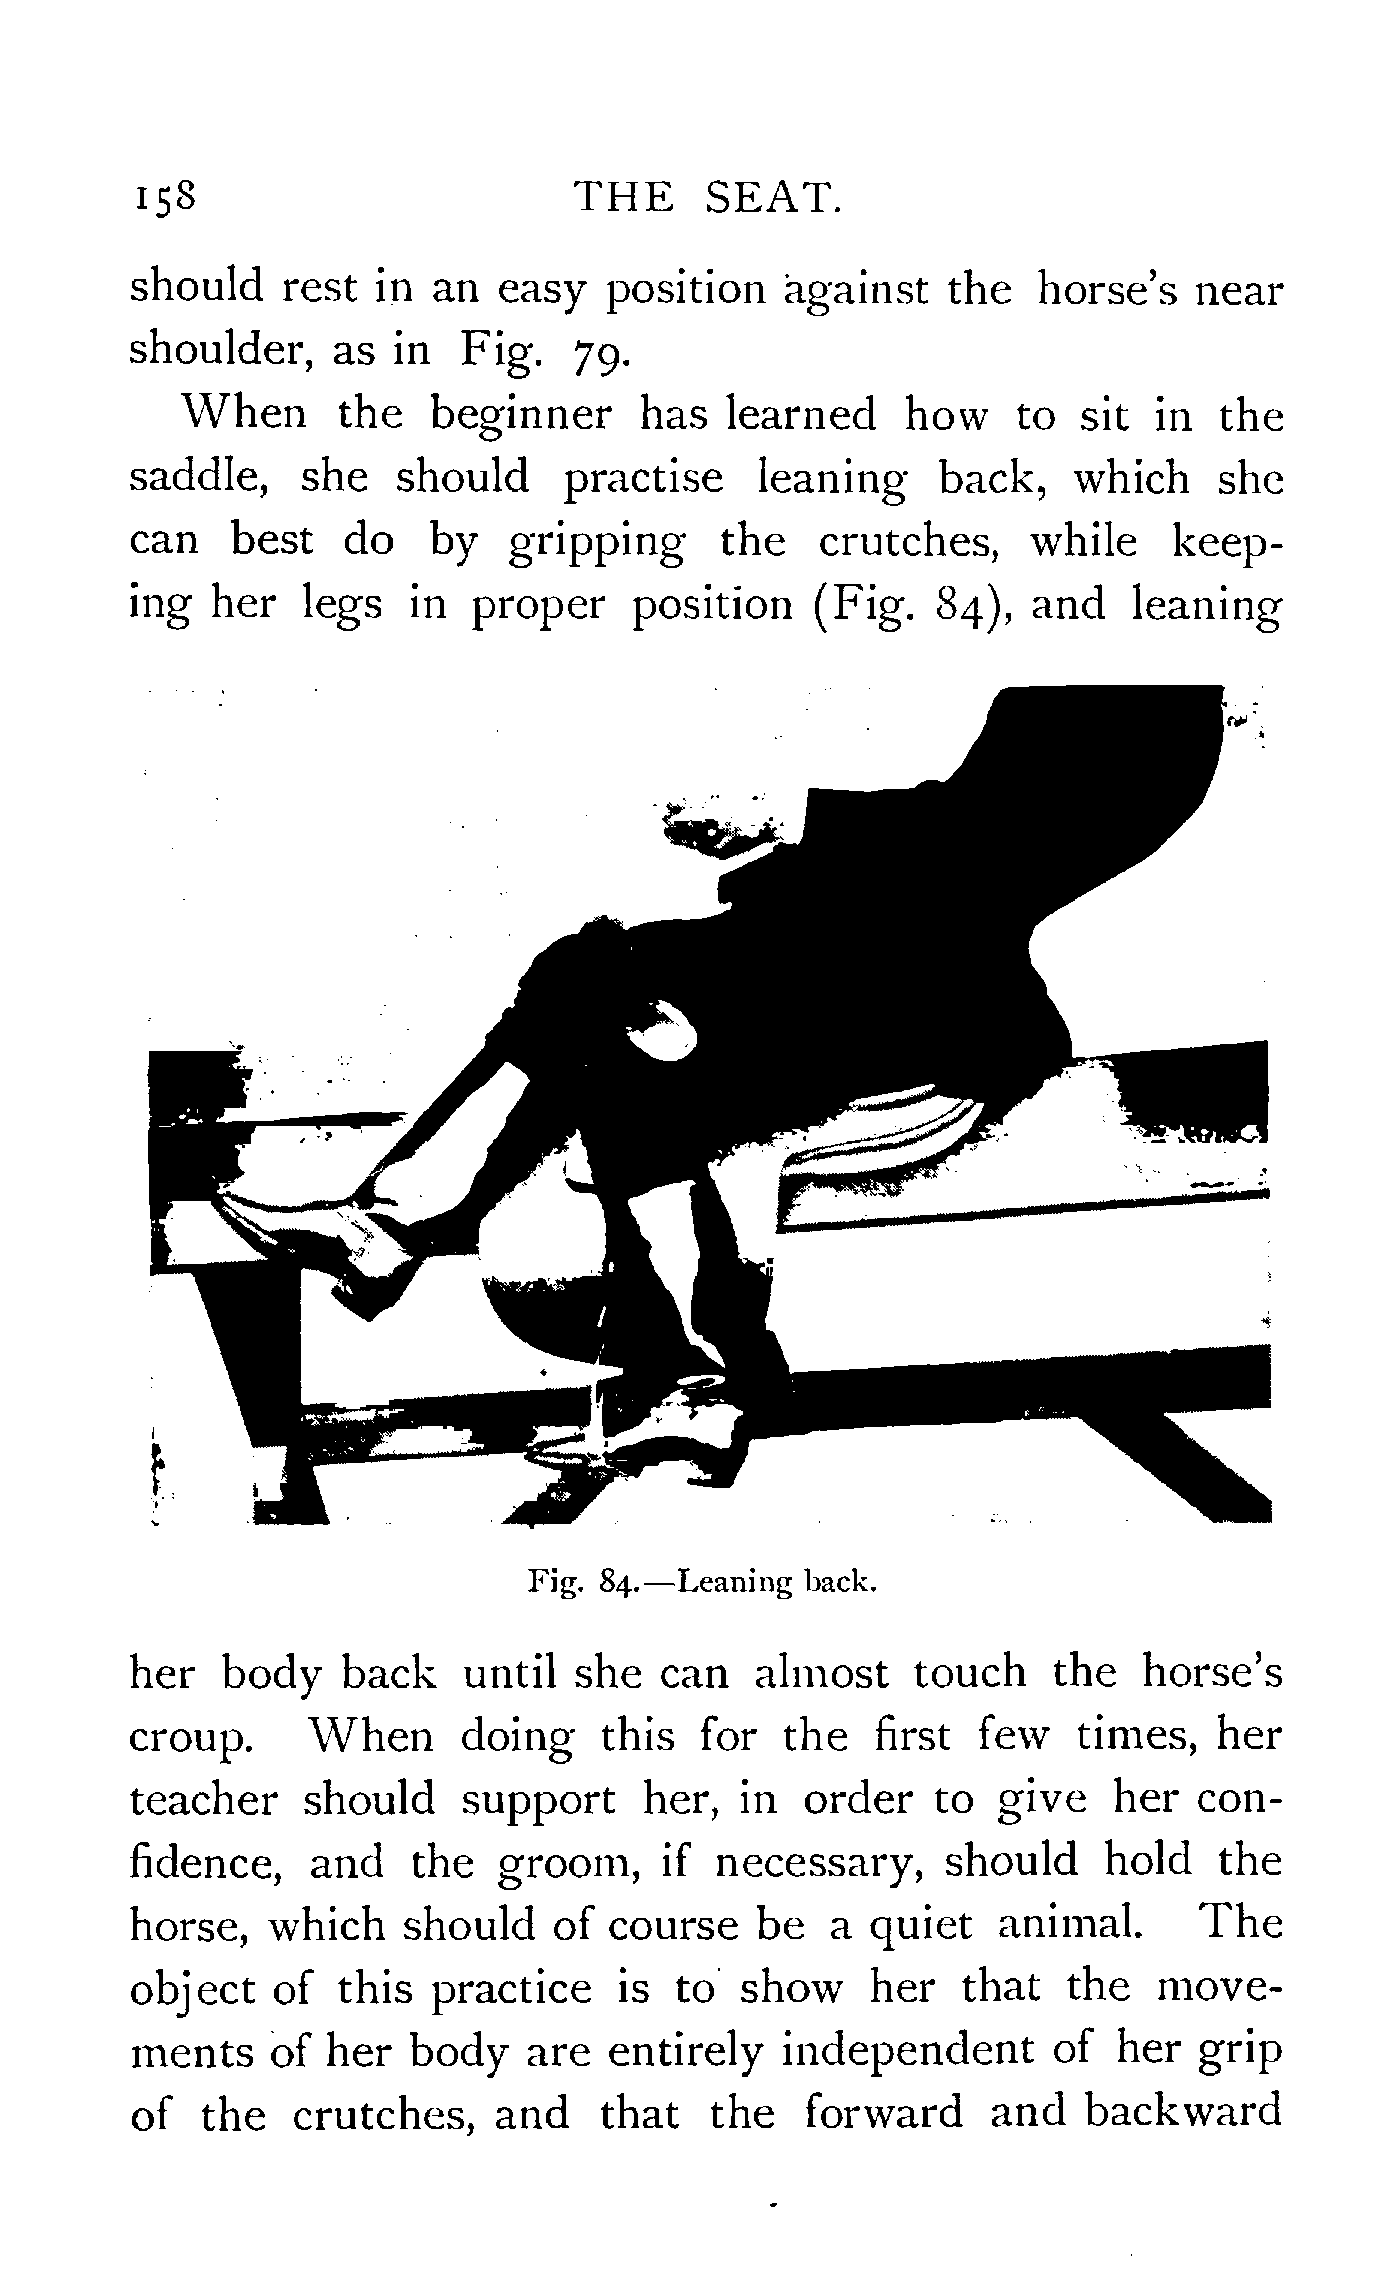 158 THE SEAT.
should rest in an easy position against the horse's near
shoulder, as in Fig. 79.
When the beginner has learned how to sit in the
saddle, she should practise leaning back, which she
can best do by gripping the crutches, while keep-
ing her legs in proper position (Fig. 84), and leaning
Fig. 84.—Leaning back.
her body back until she can almost touch the horse's
croup. When doing this for the first few times, her
teacher should support her, in order to give her con-
fidence, and the groom, if necessary, should hold the
horse, which should of course be a quiet animal. The
object of this practice is to show her that the move-
ments of her body are entirely independent of her grip
of the crutches, and that the forward and backward